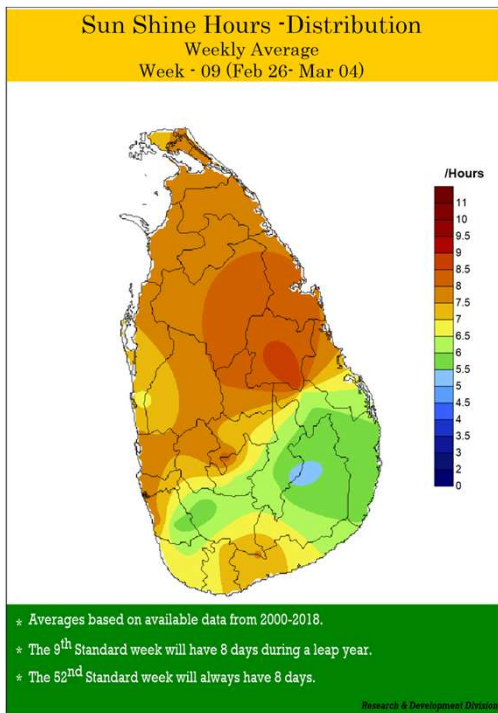 Sun Shine Hours -Distribution
Weekly Average
Week - 09 (Feb 26- Mar 04)
/Hours
11
10
9.5
9
8.5
8
7.5
7
6.5
6
5.5
5
4.5
4
3.5
3
2
0
* Averages based on available data from 2000-2018.
* The 9th Standard week will have 8 days during a leap year.
* The 52nd Standard week will always have 8 days.
Research & Development Division